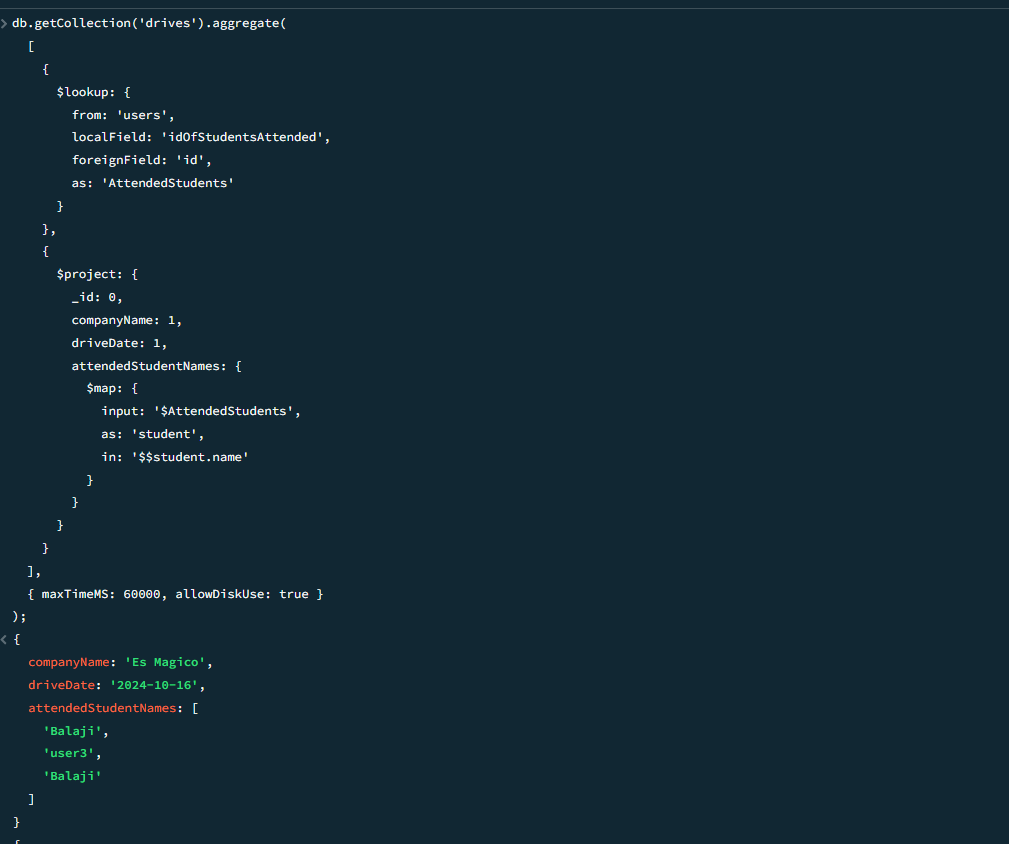 db.getCollection('drives').aggregate(
[
{
$lookup: {
from: 'users',
localField: 'idOfStudentsAttended',
foreignField: 'id',
as: 'AttendedStudents'
}
},
{
$project: {
_id: 0,
companyName: 1,
driveDate: 1,
attendedStudentNames: {
$map: {
input: '$AttendedStudents',
as: 'student',
in: '$$student.name'
}
}
}
}
],
{ maxTimeMS: 60000, allowDiskUse: true }
);
{
companyName: 'Es Magico',
driveDate: '2024-10-16',
attendedStudentNames: [
'Balaji',
'user3',
'Balaji'
]
}